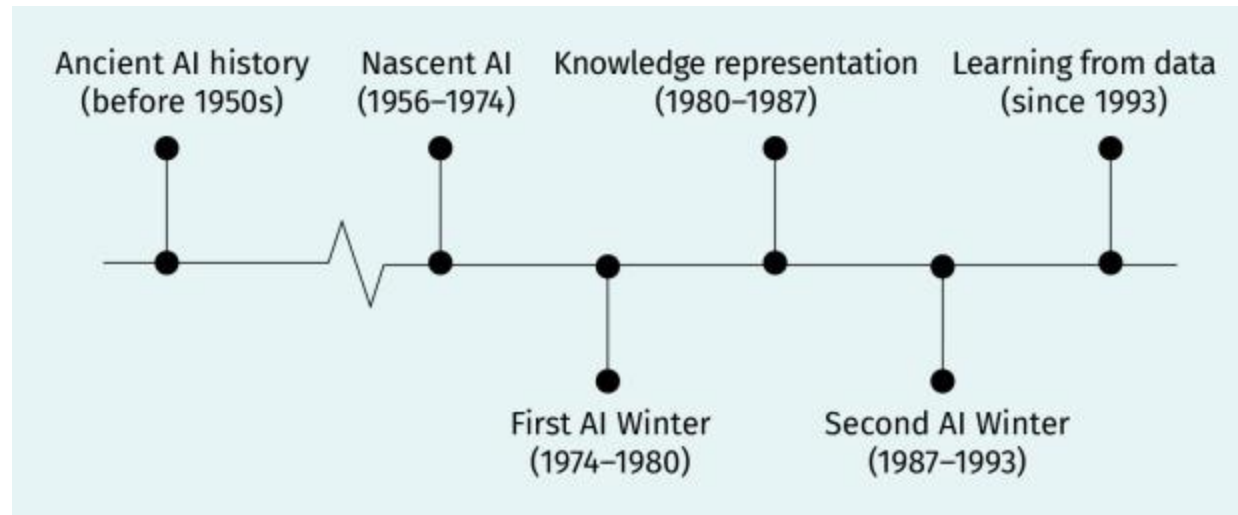 Ancient AI history
(before 1950s)
Nascent AI
(1956–1974)
Knowledge representation
(1980–1987)
Learning from data
(since 1993)
First AI Winter
(1974–1980)
Second AI Winter
(1987–1993)